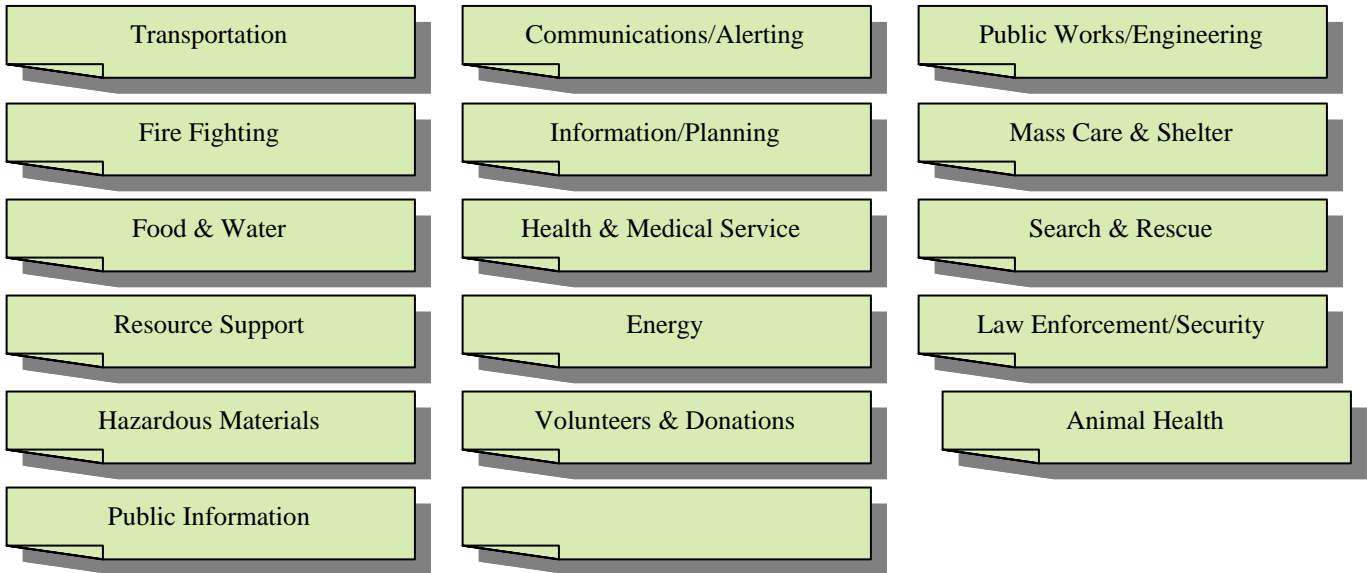 Transportation
Communications/Alerting
Public Works/Engineering
Fire Fighting
Information/Planning
Mass Care & Shelter
Food & Water
Health & Medical Service
Search & Rescue
Resource Support
Energy
Law Enforcement/Security
Hazardous Materials
Volunteers & Donations
Animal Health
Public Information